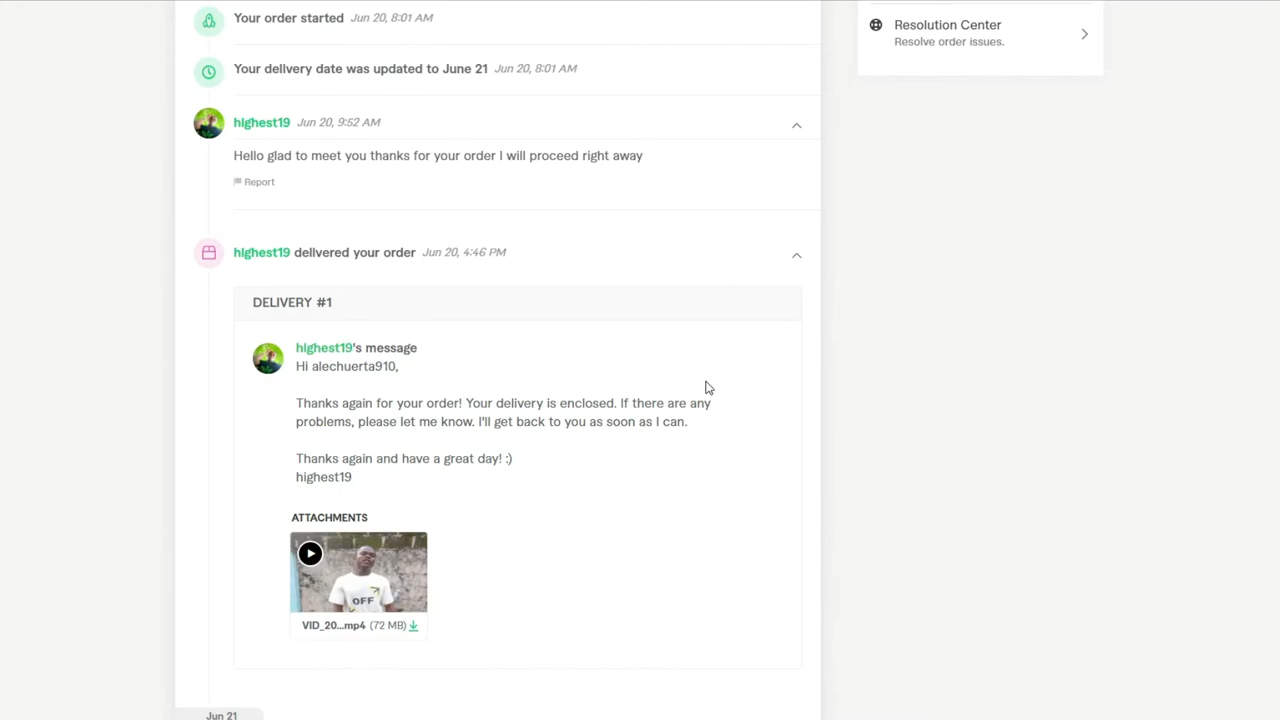 Your order started Jun 20, 8:01 AM
Resolution Center
Resolve order issues.
Your delivery date was updated to June 21 Jun 20, 8:01 AM
highest19 Jun 20, 9:52 AM
Hello glad to meet you thanks for your order I will proceed right away
Report
highest19 delivered your order Jun 20, 4:46 PM
DELIVERY #1
highest19's message
Hi alechuerta910,
Thanks again for your order! Your delivery is enclosed. If there are any
problems, please let me know. I'll get back to you as soon as I can.
Thanks again and have a great day! :)
highest19
ATTACHMENTS
OFF
VID_20...mp4 (72 MB)
Jun 21